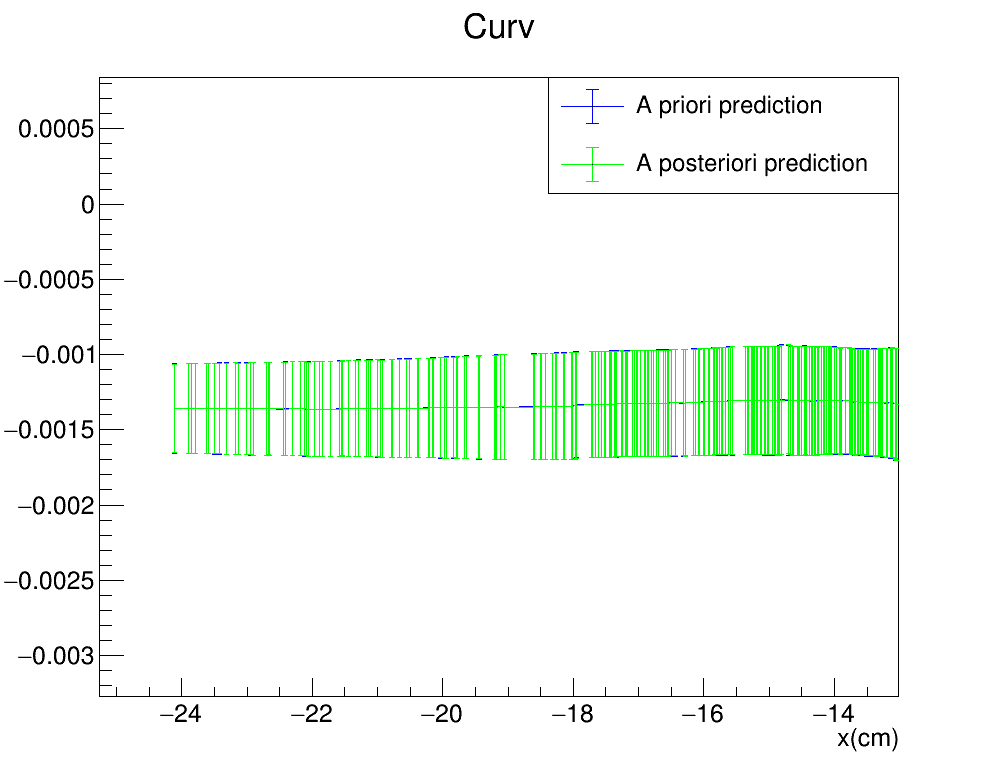 Curv
A priori prediction
A posteriori prediction
0.0005
0
−0.0005
−0.001
−0.0015
−0.002
−0.0025
−0.003
−24 −22 −20 −18 −16 −14
x(cm)